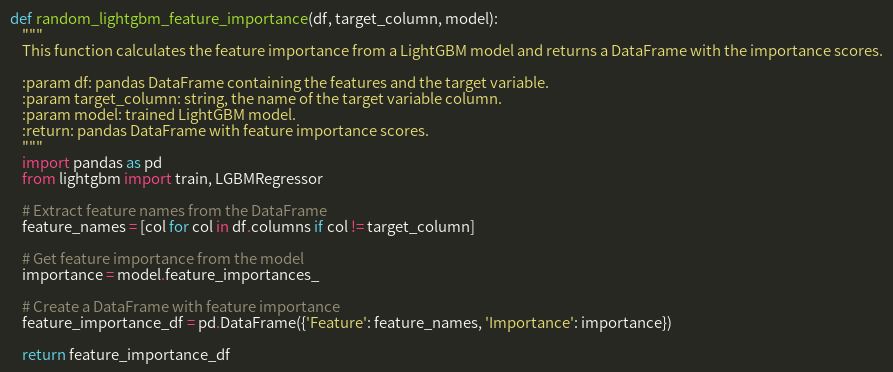 def random_lightgbm_feature_importance(df, target_column, model):
"""
This function calculates the feature importance from a LightGBM model and returns a DataFrame with the importance scores.
:param df: pandas DataFrame containing the features and the target variable.
:param target_column: string, the name of the target variable column.
:param model: trained LightGBM model.
:return: pandas DataFrame with feature importance scores.
"""
import pandas as pd
from lightgbm import train, LGBMRegressor
# Extract feature names from the DataFrame
feature_names = [col for col in df.columns if col != target_column]
# Get feature importance from the model
importance = model.feature_importances_
# Create a DataFrame with feature importance
feature_importance_df = pd.DataFrame({'Feature': feature_names, 'Importance': importance})
return feature_importance_df